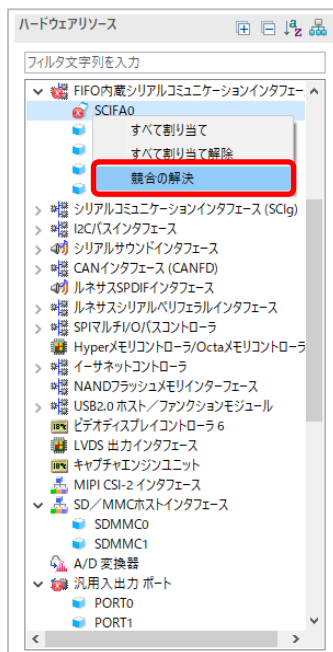 ハードウェアリソース
フィルタ文字列を入力
FIFO内蔵シリアルコミュニケーションインタフェー
SCIFA0
すべて割り当て
すべて割り当て解除
競合の解決
シリアルコミュニケーションインタフェース (SCIg)
I2Cバスインタフェース
シリアルサウンドインタフェース
CANインタフェース (CANFD)
ルネサスSPDIFインタフェース
ルネサスシリアルペリフェラルインタフェース
SPIマルチI/Oバスコントローラ
Hyperメモリコントローラ/Octaメモリコントローラ
イーサネットコントローラ
NANDフラッシュメモリインターフェース
USB2.0 ホスト／ファンクションモジュール
ビデオディスプレイコントローラ 6
LVDS 出力インタフェース
キャプチャエンジンユニット
MIPI CSI-2 インタフェース
SD／MMCホストインタフェース
SDMMC0
SDMMC1
A/D 変換器
汎用入出力 ポート
PORT0
PORT1